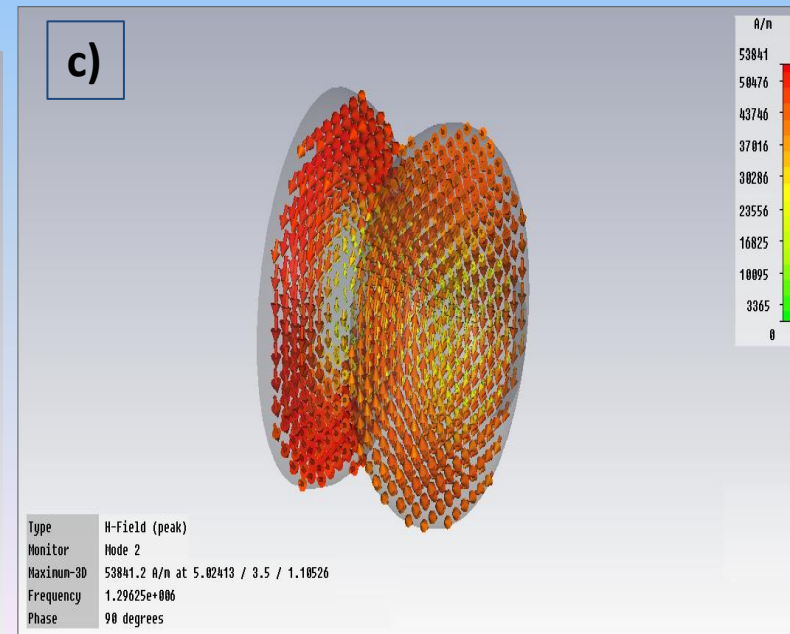 c)
A/m
53841
50476
43746
37016
30286
23556
16825
10095
3365
0
Type H-Field (peak)
Monitor Mode 2
Maximum-3D 53841.2 A/m at 5.02413 / 3.5 / 1.10526
Frequency 1.29625e+006
Phase 90 degrees